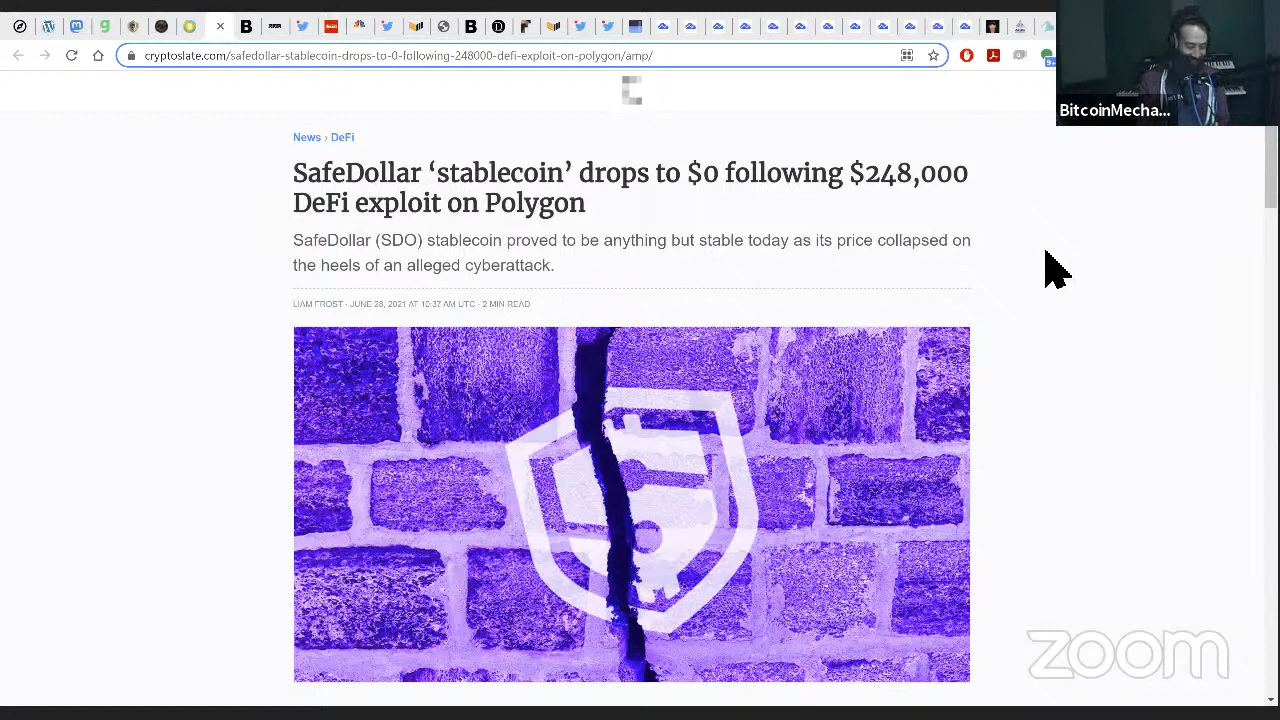 cryptoslate.com/safedollar-stablecoin-drops-to-0-following-248000-defi-exploit-on-polygon/amp/
BitcoinMecha...
News › DeFi
SafeDollar ‘stablecoin’ drops to $0 following $248,000
DeFi exploit on Polygon
SafeDollar (SDO) stablecoin proved to be anything but stable today as its price collapsed on
the heels of an alleged cyberattack.
LIAM FROST · JUNE 28, 2021 AT 10:37 AM UTC · 2 MIN READ
zoom